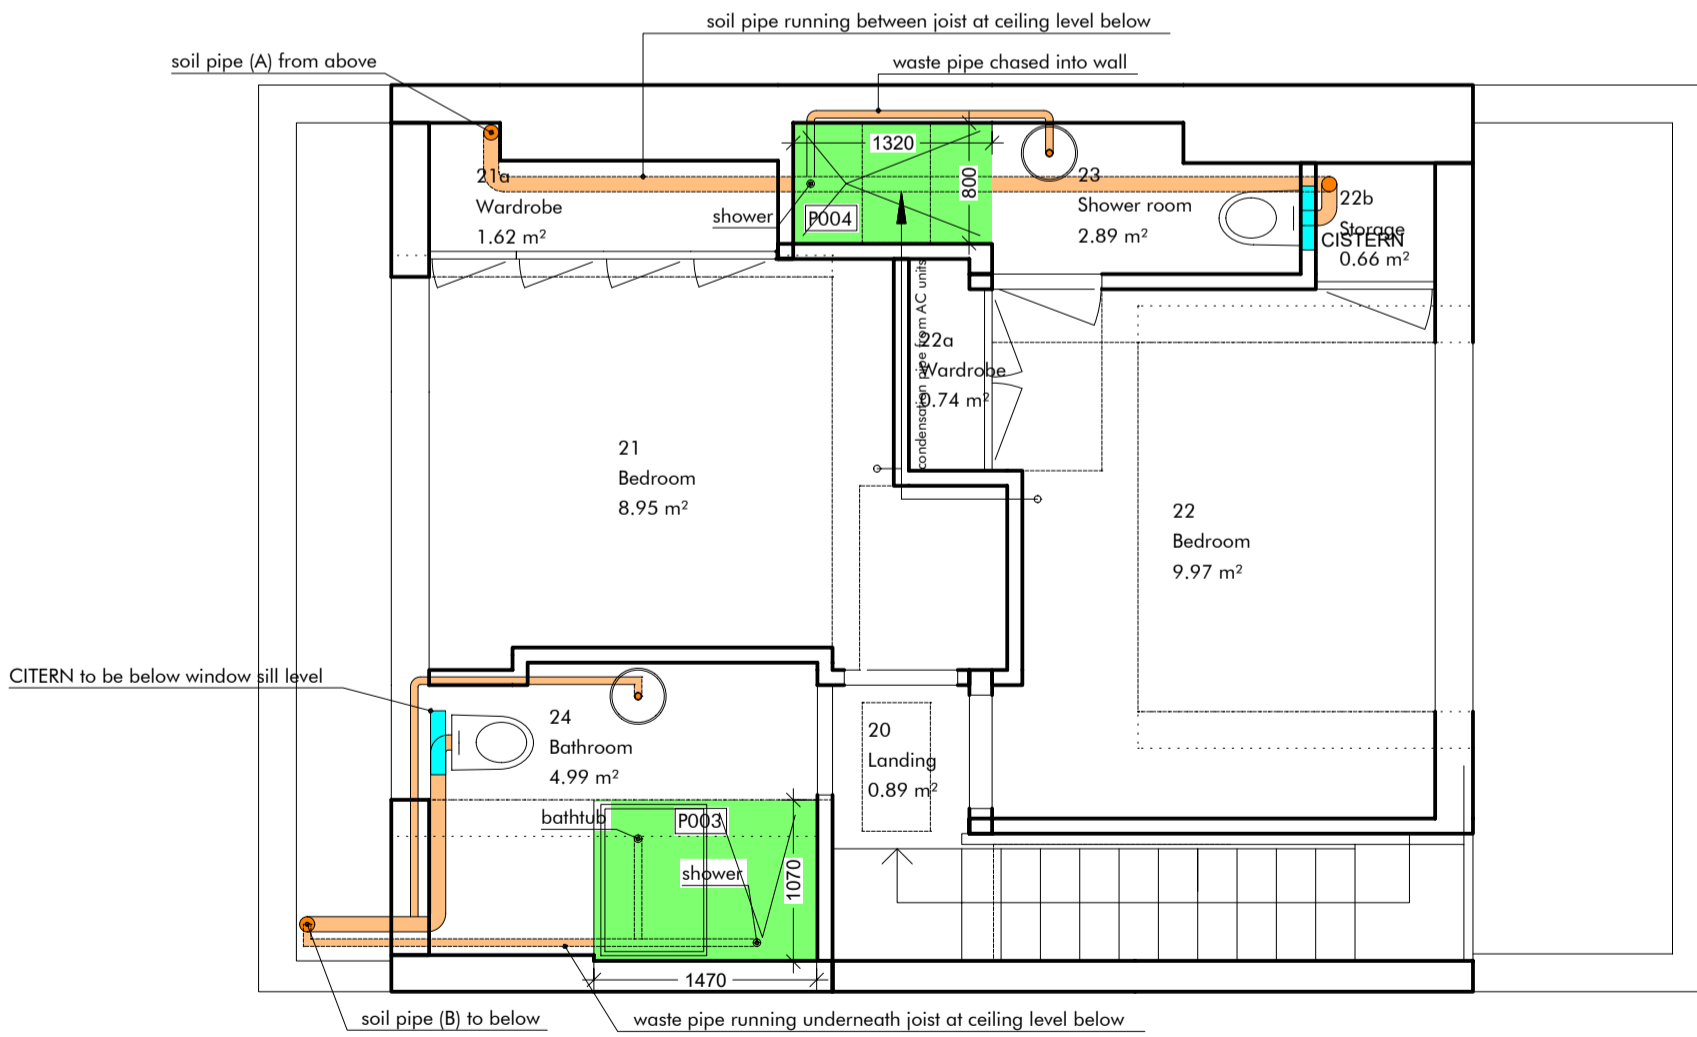 soil pipe running between joist at ceiling level below
soil pipe (A) from above
waste pipe chased into wall
1320
800
21a
Wardrobe
1.62 m²
shower
P004
23
Shower room
2.89 m²
22b
Storage
CISTERN
0.66 m²
condensation pipe from AC units
22a
Wardrobe
0.74 m²
21
Bedroom
8.95 m²
22
Bedroom
9.97 m²
CITERN to be below window sill level
24
Bathroom
4.99 m²
20
Landing
0.89 m²
bathtub
P003
shower
1070
1470
soil pipe (B) to below
waste pipe running underneath joist at ceiling level below